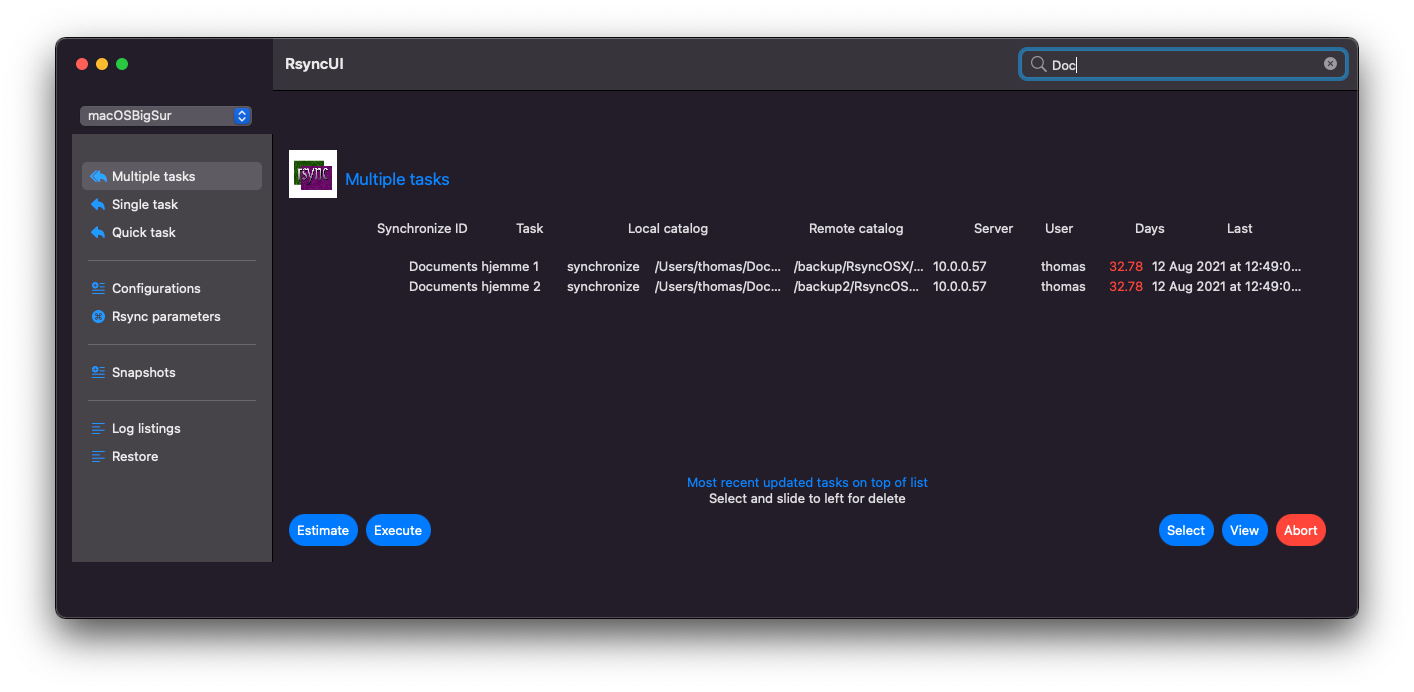 RsyncUI
Doc
macOSBigSur
Multiple tasks
Single task
Quick task
Configurations
Rsync parameters
Snapshots
Log listings
Restore
rsync
Multiple tasks
Synchronize ID Task Local catalog Remote catalog Server User Days Last
Documents hjemme 1 synchronize /Users/thomas/Doc... /backup/RsyncOSX/... 10.0.0.57 thomas 32.78 12 Aug 2021 at 12:49:0...
Documents hjemme 2 synchronize /Users/thomas/Doc... /backup2/RsyncOS... 10.0.0.57 thomas 32.78 12 Aug 2021 at 12:49:0...
Most recent updated tasks on top of list
Select and slide to left for delete
Estimate Execute Select View Abort